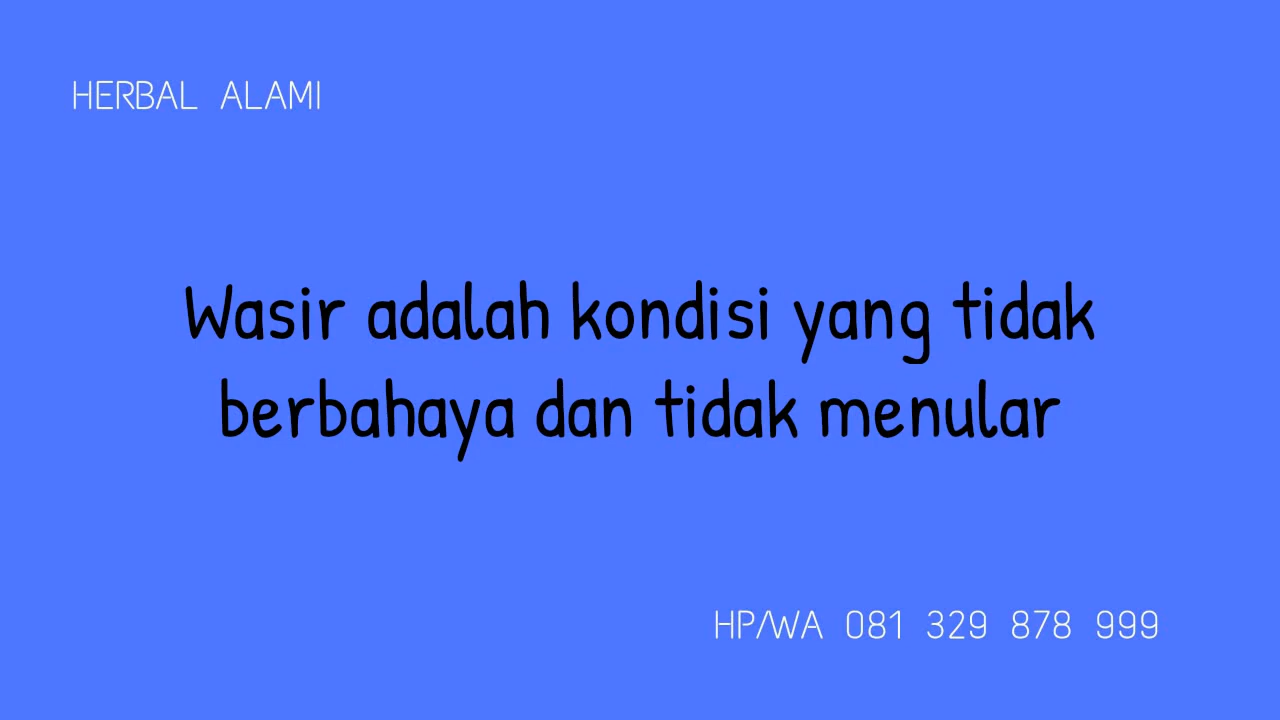 HERBAL ALAMI
Wasir adalah kondisi yang tidak
berbahaya dan tidak menular
HP/WA 081 329 878 999